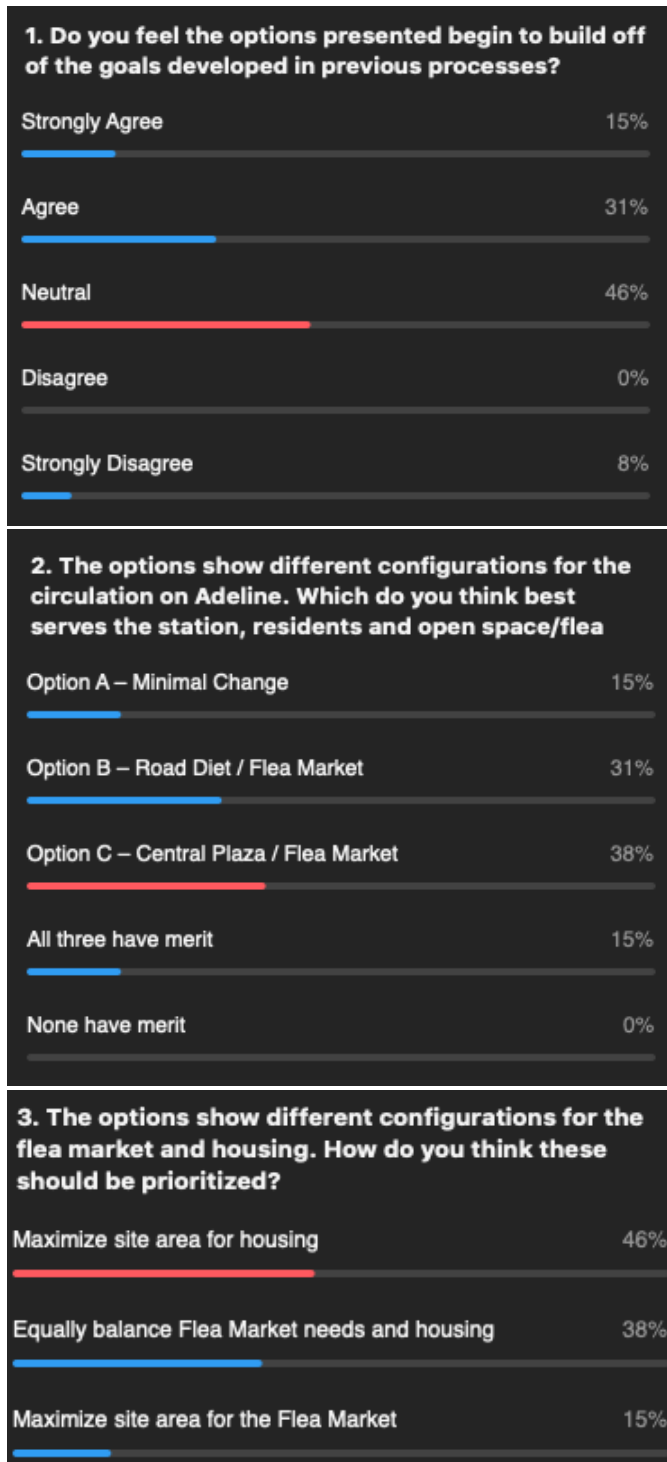 1. Do you feel the options presented begin to build off
of the goals developed in previous processes?
Strongly Agree 15%
Agree 31%
Neutral 46%
Disagree 0%
Strongly Disagree 8%
2. The options show different configurations for the
circulation on Adeline. Which do you think best
serves the station, residents and open space/flea
Option A – Minimal Change 15%
Option B – Road Diet / Flea Market 31%
Option C – Central Plaza / Flea Market 38%
All three have merit 15%
None have merit 0%
3. The options show different configurations for the
flea market and housing. How do you think these
should be prioritized?
Maximize site area for housing 46%
Equally balance Flea Market needs and housing 38%
Maximize site area for the Flea Market 15%